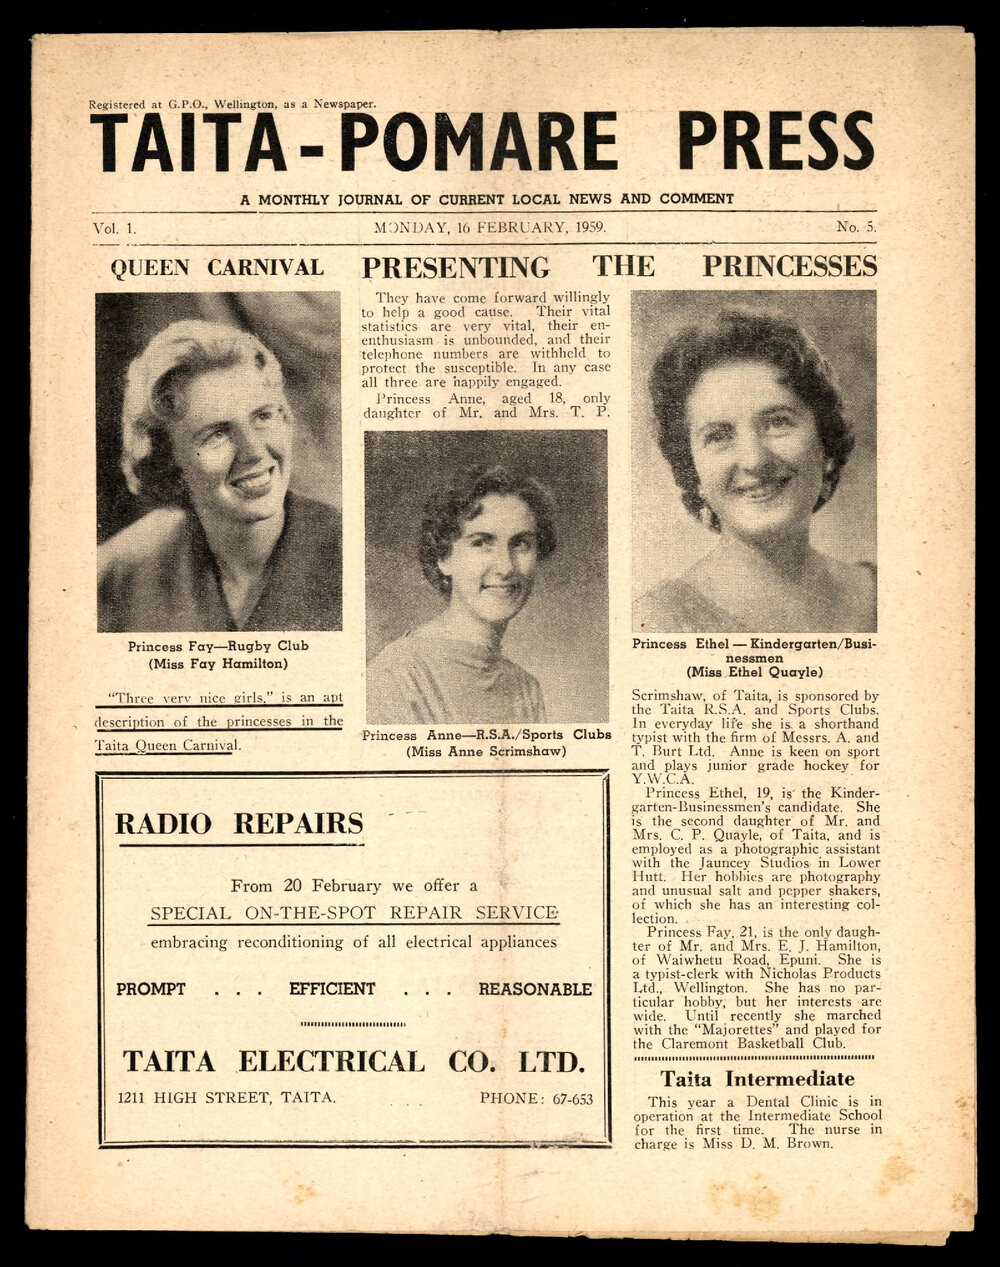 Registered at G.P.O., Wellington, as a Newspaper.
TAITA - POMARE PRESS
A MONTHLY JOURNAL OF CURRENT LOCAL NEWS AND COMMENT
Vol. 1.
MONDAY, 16 FEBRUARY, 1959.
No. 5.
QUEEN CARNIVAL
Princess Fay—Rugby Club
(Miss Fay Hamilton)
"Three very nice girls," is an apt
description of the princesses in the
Taita Queen Carnival.
PRESENTING THE PRINCESSES
They have come forward willingly
to help a good cause. Their vital
statistics are very vital, their en-
enthusiasm is unbounded, and their
telephone numbers are withheld to
protect the susceptible. In any case
all three are happily engaged.
Princess Anne, aged 18, only
daughter of Mr. and Mrs. T. P.
Princess Anne—R.S.A./Sports Clubs
(Miss Anne Scrimshaw)
Princess Ethel — Kindergarten/Busi-
nessmen
(Miss Ethel Quayle)
Scrimshaw, of Taita, is sponsored by
the Taita R.S.A. and Sports Clubs.
In everyday life she is a shorthand
typist with the firm of Messrs. A. and
T. Burt Ltd. Anne is keen on sport
and plays junior grade hockey for
Y.W.C.A.
Princess Ethel, 19, is the Kinder-
garten-Businessmen's candidate. She
is the second daughter of Mr. and
Mrs. C. P. Quayle, of Taita, and is
employed as a photographic assistant
with the Jauncey Studios in Lower
Hutt. Her hobbies are photography
and unusual salt and pepper shakers,
of which she has an interesting col-
lection.
Princess Fay, 21, is the only daugh-
ter of Mr. and Mrs. E. J. Hamilton,
of Waiwhetu Road, Epuni. She is
a typist-clerk with Nicholas Products
Ltd., Wellington. She has no par-
ticular hobby, but her interests are
wide. Until recently she marched
with the "Majorettes" and played for
the Claremont Basketball Club.
Taita Intermediate
This year a Dental Clinic is in
operation at the Intermediate School
for the first time. The nurse in
charge is Miss D. M. Brown.
RADIO REPAIRS
From 20 February we offer a
SPECIAL ON-THE-SPOT REPAIR SERVICE
embracing reconditioning of all electrical appliances
PROMPT . . . EFFICIENT . . . REASONABLE
TAITA ELECTRICAL CO. LTD.
1211 HIGH STREET, TAITA.
PHONE: 67-653